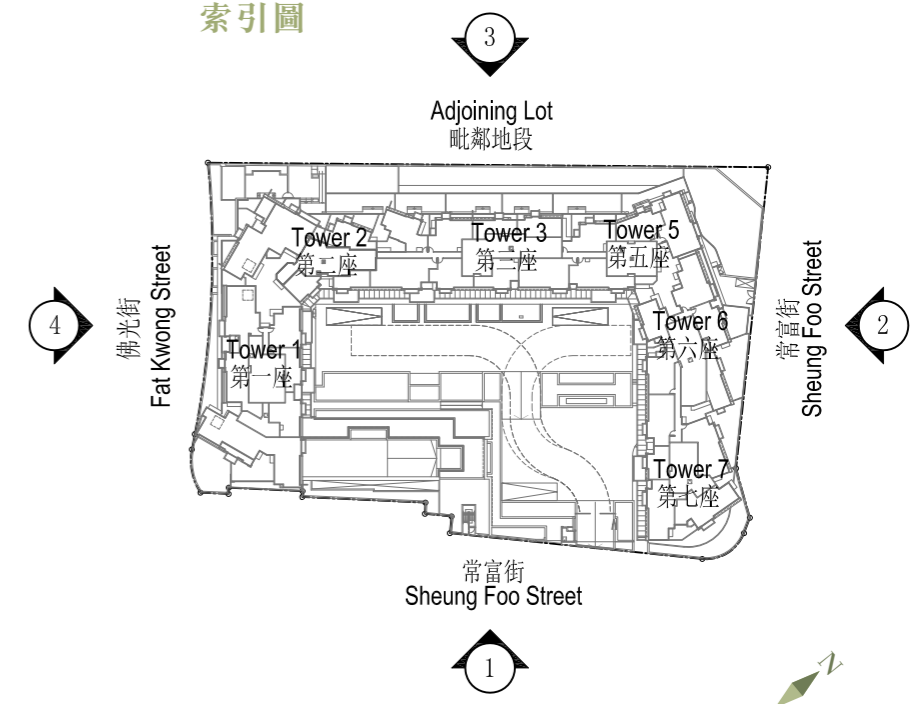 索引圖
3
Adjoining Lot
毗鄰地段
Tower 2
第二座
Tower 3
第三座
Tower 5
第五座
4
佛光街
Fat Kwong Street
Tower 1
第一座
Tower 6
第六座
常富街
Sheung Foo Street
2
Tower 7
第七座
常富街
Sheung Foo Street
1
N